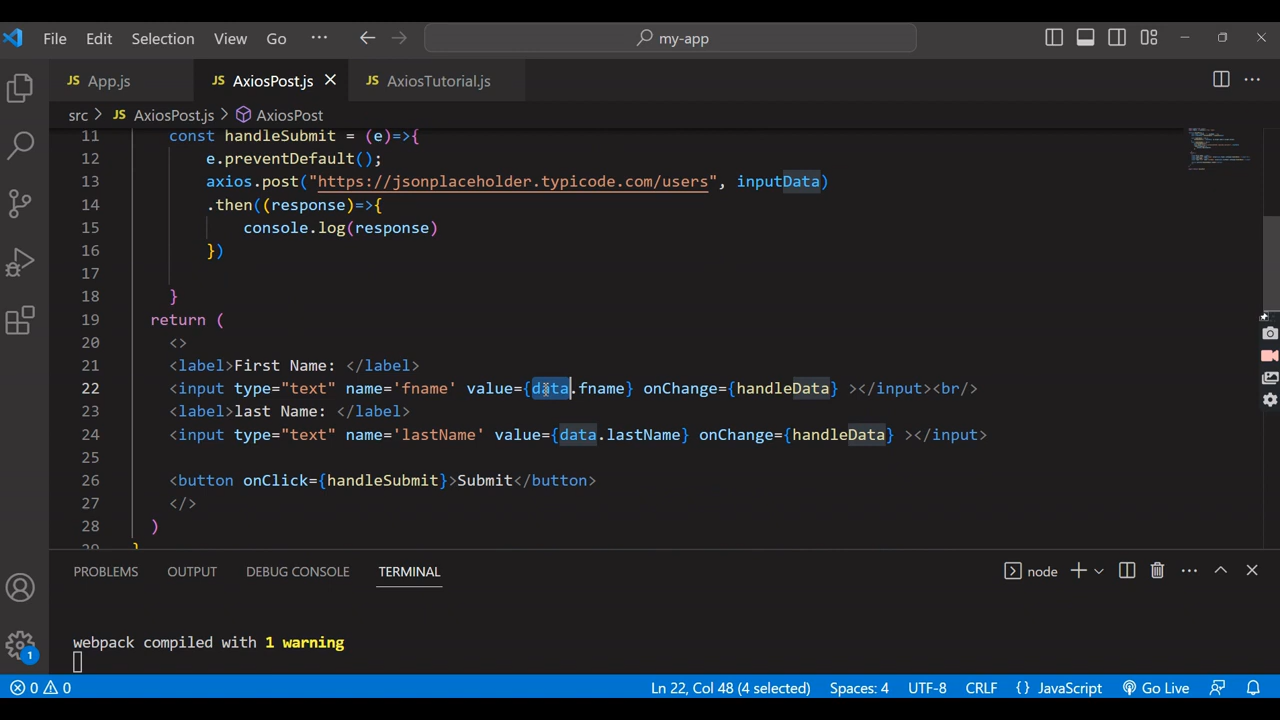 File Edit Selection View Go ··· my-app
JS App.js JS AxiosPost.js JS AxiosTutorial.js
src > JS AxiosPost.js > AxiosPost
11 const handleSubmit = (e)=>{
12 e.preventDefault();
13 axios.post("https://jsonplaceholder.typicode.com/users", inputData)
14 .then((response)=>{
15 console.log(response)
16 })
17
18 }
19 return (
20 <>
21 <label>First Name: </label>
22 <input type="text" name='fname' value={data.fname} onChange={handleData} ></input><br/>
23 <label>last Name: </label>
24 <input type="text" name='lastName' value={data.lastName} onChange={handleData} ></input>
25
26 <button onClick={handleSubmit}>Submit</button>
27 </>
28 )
29 }
PROBLEMS OUTPUT DEBUG CONSOLE TERMINAL node
webpack compiled with 1 warning
1
0 0 Ln 22, Col 48 (4 selected) Spaces: 4 UTF-8 CRLF {} JavaScript Go Live